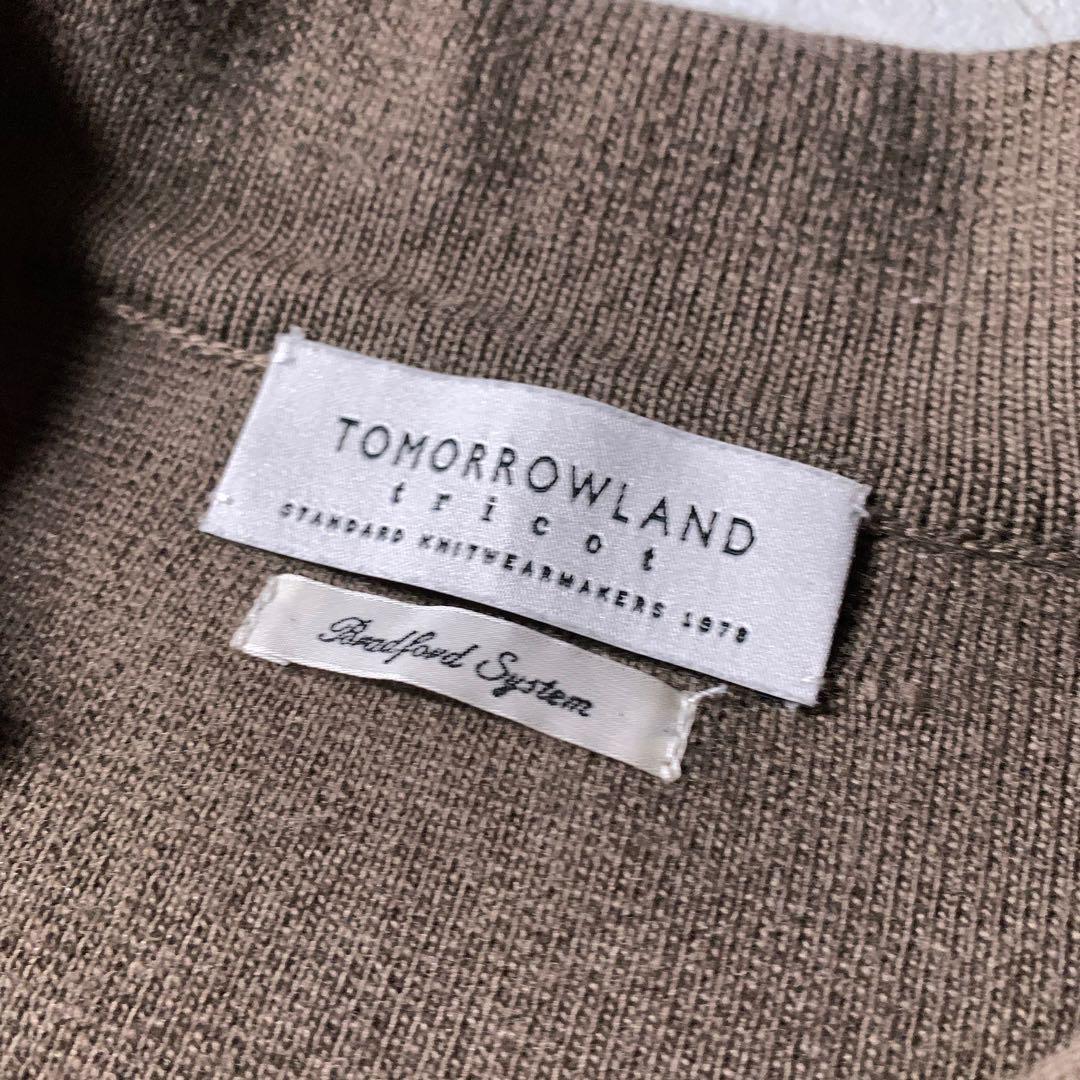 TOMORROWLAND
tricot
STANDARD KNITWEARMAKERS 1978
Bradford System